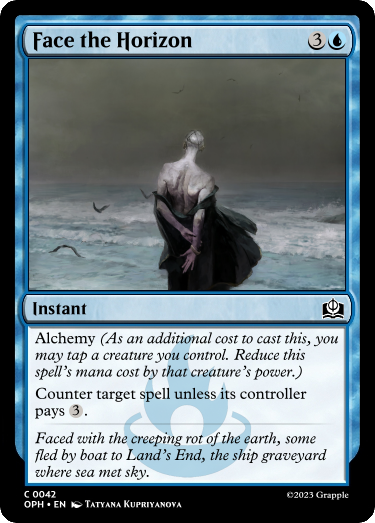 Face the Horizon 3
Instant
Alchemy (As an additional cost to cast this, you
may tap a creature you control. Reduce this
spell's mana cost by that creature's power.)
Counter target spell unless its controller
pays 3.
Faced with the creeping rot of the earth, some
fled by boat to Land's End, the ship graveyard
where sea met sky.
C 0042
OPH • EN Tatyana Kupriyanova
©2023 Grapple